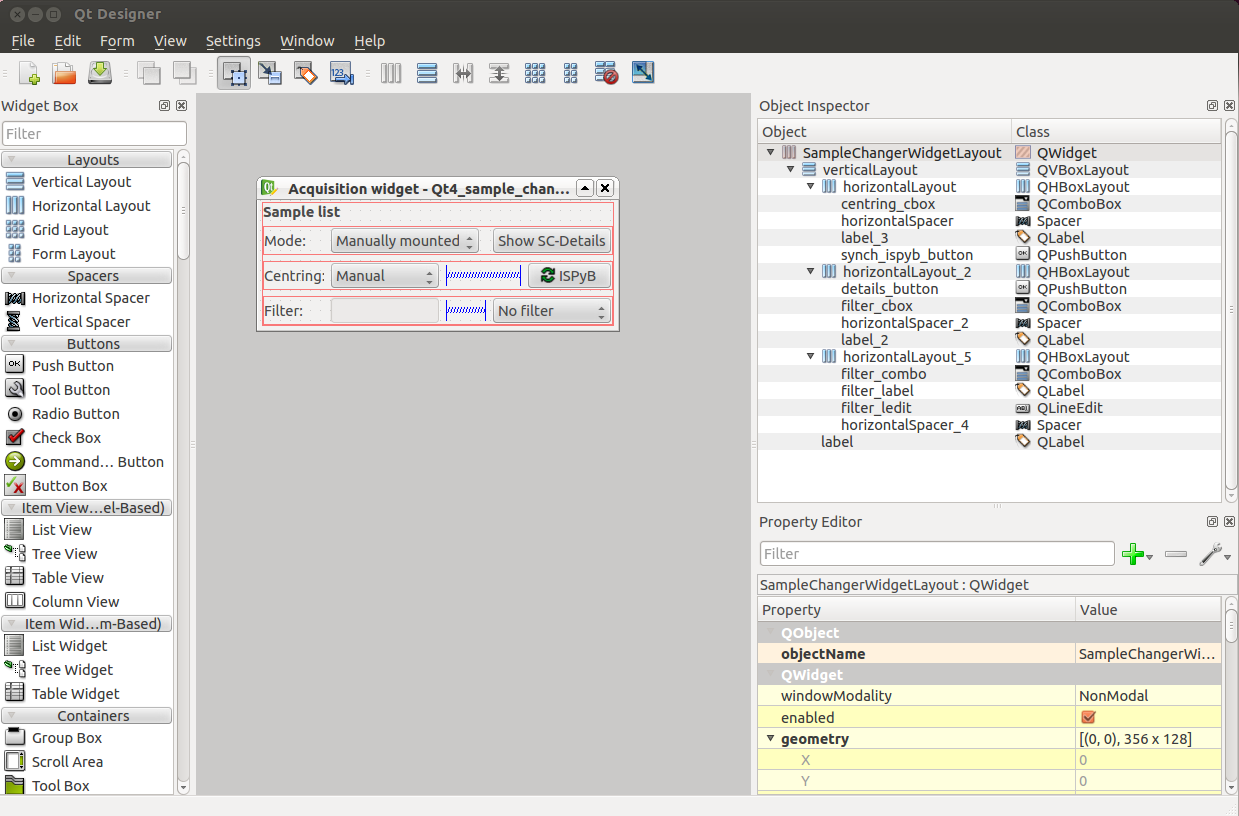 Qt Designer
File Edit Form View Settings Window Help
Widget Box
Filter
Layouts
Vertical Layout
Horizontal Layout
Grid Layout
Form Layout
Spacers
Horizontal Spacer
Vertical Spacer
Buttons
Push Button
Tool Button
Radio Button
Check Box
Command... Button
Button Box
Item View...el-Based)
List View
Tree View
Table View
Column View
Item Wid...m-Based)
List Widget
Tree Widget
Table Widget
Containers
Group Box
Scroll Area
Tool Box
Acquisition widget - Qt4_sample_chan...
Sample list
Mode: Manually mounted Show SC-Details
Centring: Manual ISPyB
Filter: No filter
Object Inspector
Object Class
SampleChangerWidgetLayout QWidget
verticalLayout QVBoxLayout
horizontalLayout QHBoxLayout
centring_cbox QComboBox
horizontalSpacer Spacer
label_3 QLabel
synch_ispyb_button QPushButton
horizontalLayout_2 QHBoxLayout
details_button QPushButton
filter_cbox QComboBox
horizontalSpacer_2 Spacer
label_2 QLabel
horizontalLayout_5 QHBoxLayout
filter_combo QComboBox
filter_label QLabel
filter_ledit QLineEdit
horizontalSpacer_4 Spacer
label QLabel
Property Editor
Filter
SampleChangerWidgetLayout : QWidget
Property Value
QObject
objectName SampleChangerWi...
QWidget
windowModality NonModal
enabled
geometry [(0, 0), 356 x 128]
X 0
Y 0